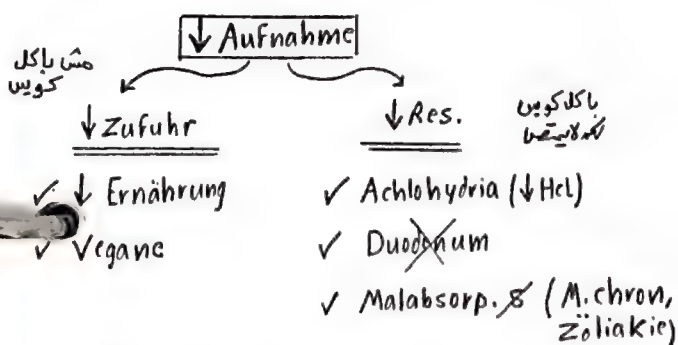 ↓ Aufnahme
مش باكل
كويس
↓ Zufuhr
↓ Res.
باكل كويس
✓ ↓ Ernährung
✓ Vegane
✓ Achlohydria (↓ Hcl)
✓ Duodenum
✓ Malabsorp. (M. chron,
Zöliakie)